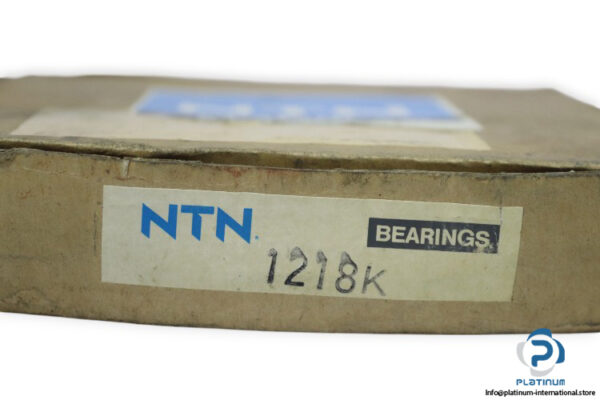 NTN
BEARINGS
1218K
PLATINUM
Info@platinum-international.store